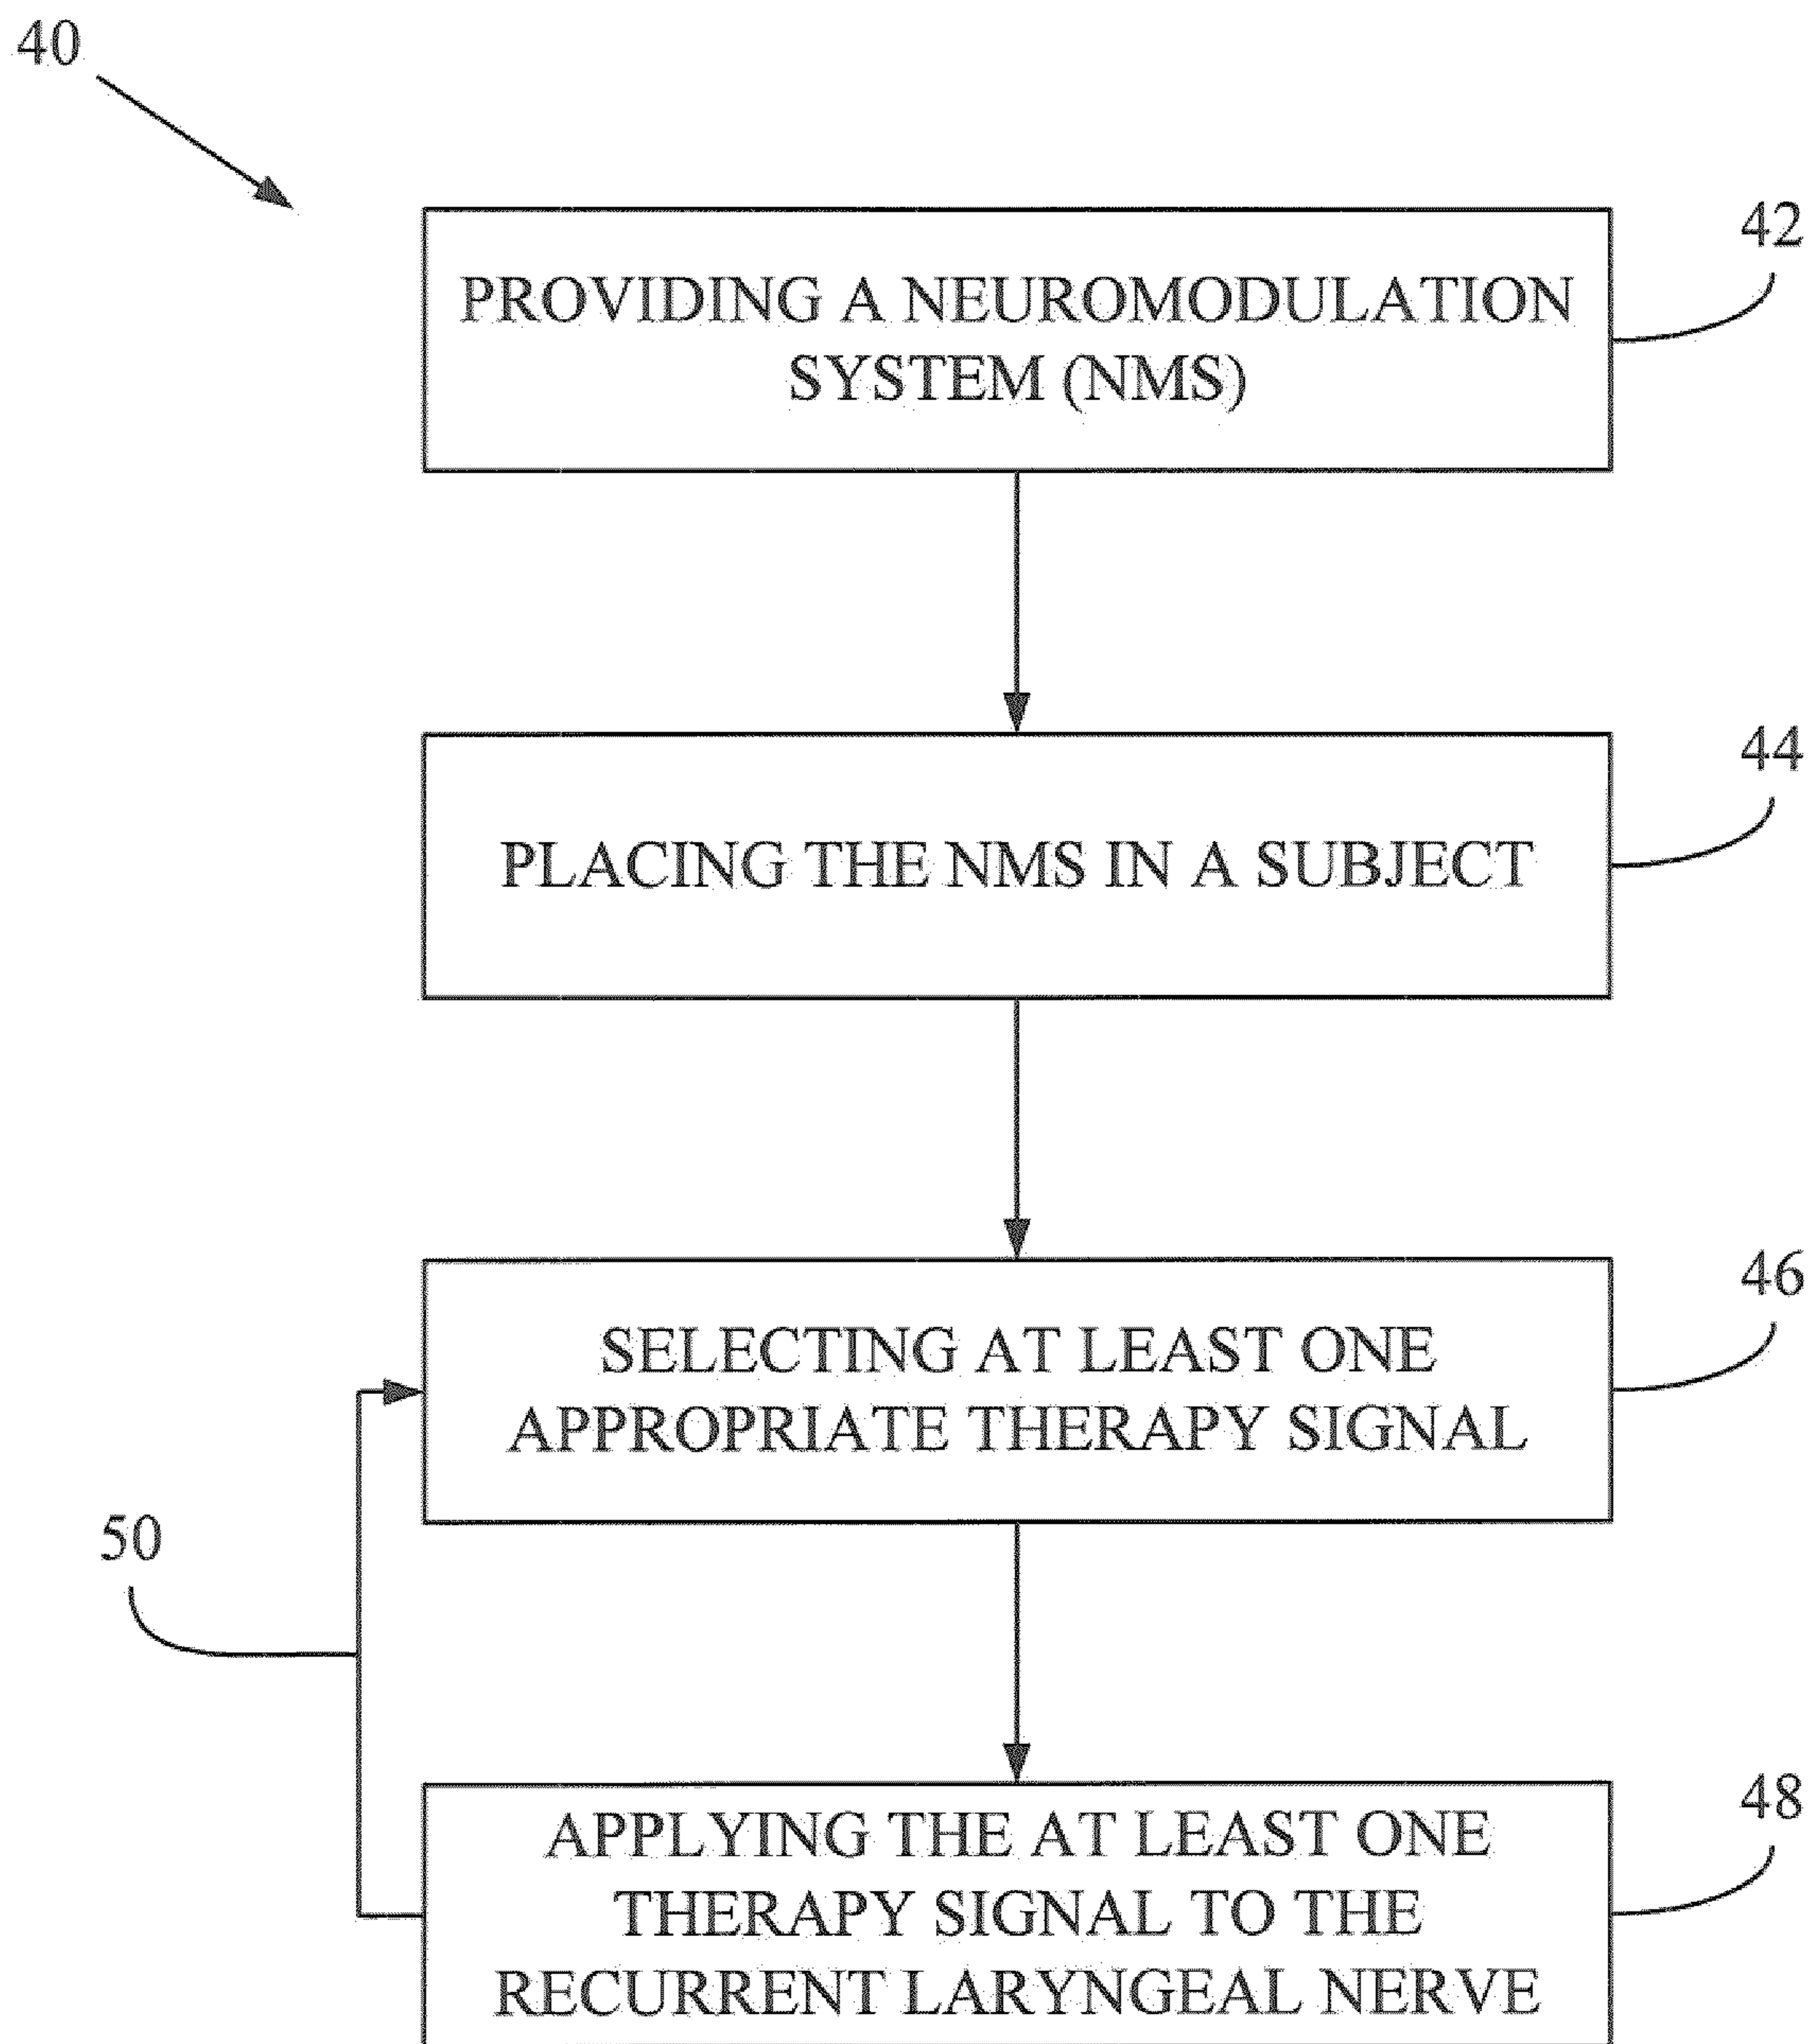 40
42
PROVIDING A NEUROMODULATION
SYSTEM (NMS)
44
PLACING THE NMS IN A SUBJECT
46
SELECTING AT LEAST ONE
APPROPRIATE THERAPY SIGNAL
50
48
APPLYING THE AT LEAST ONE
THERAPY SIGNAL TO THE
RECURRENT LARYNGEAL NERVE